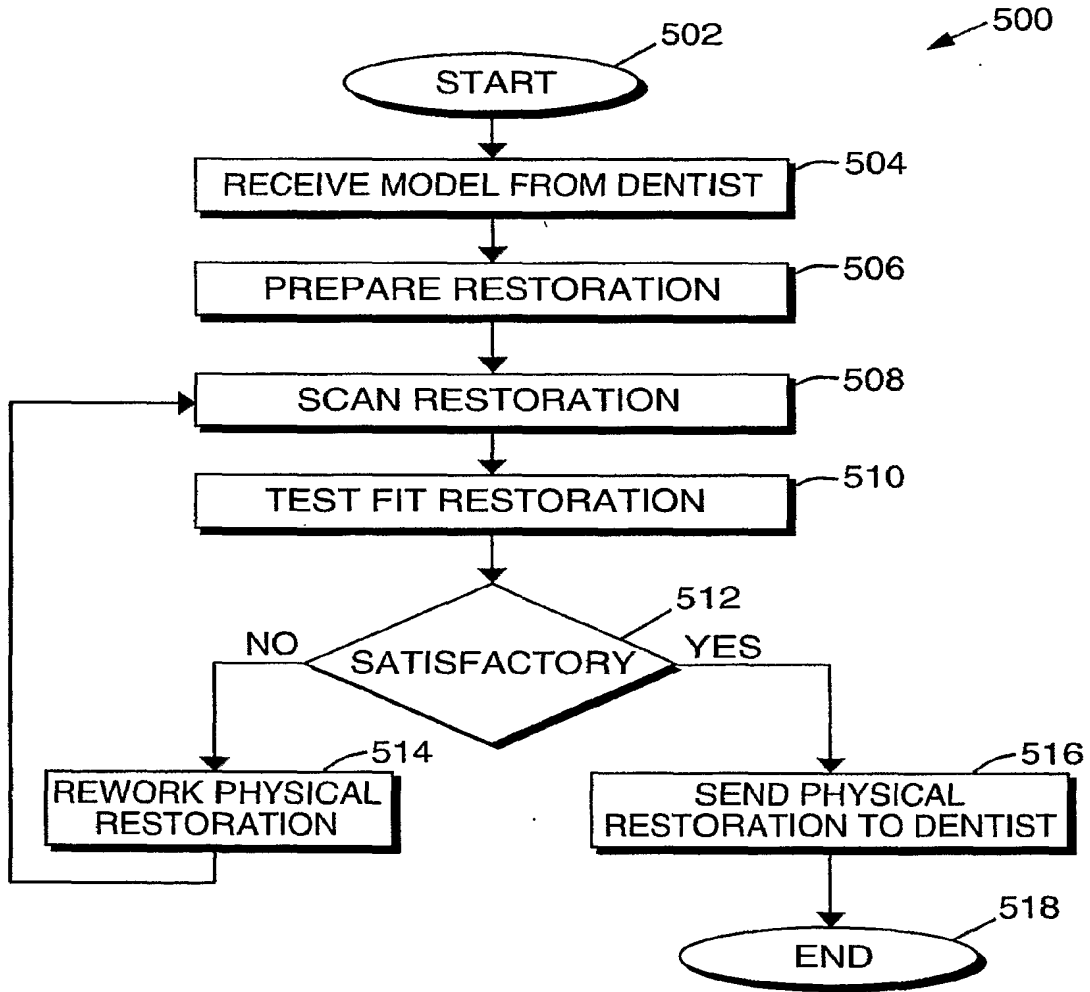 500
502
START
504
RECEIVE MODEL FROM DENTIST
506
PREPARE RESTORATION
508
SCAN RESTORATION
510
TEST FIT RESTORATION
512
NO
SATISFACTORY
YES
514
REWORK PHYSICAL
RESTORATION
516
SEND PHYSICAL
RESTORATION TO DENTIST
518
END